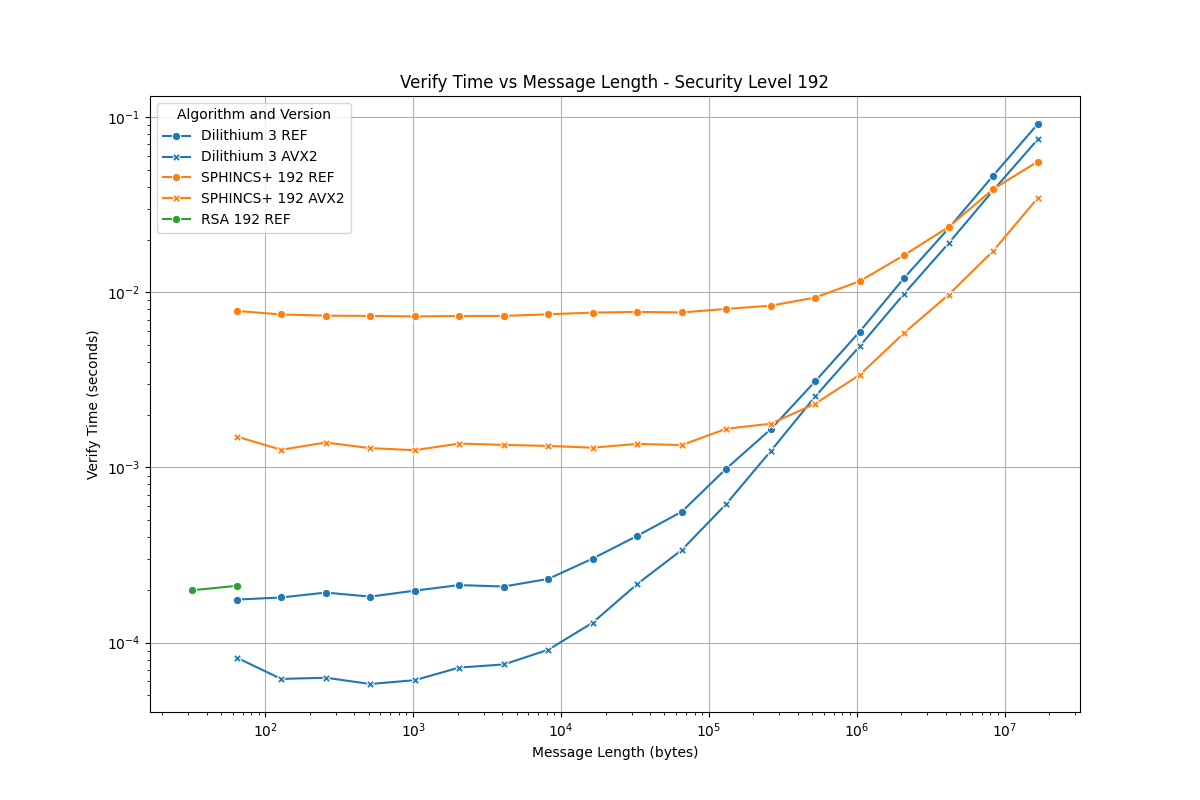 Verify Time vs Message Length - Security Level 192
Algorithm and Version
Dilithium 3 REF
Dilithium 3 AVX2
SPHINCS+ 192 REF
SPHINCS+ 192 AVX2
RSA 192 REF
Verify Time (seconds)
10⁻¹
10⁻²
10⁻³
10⁻⁴
10²
10³
10⁴
10⁵
10⁶
10⁷
Message Length (bytes)